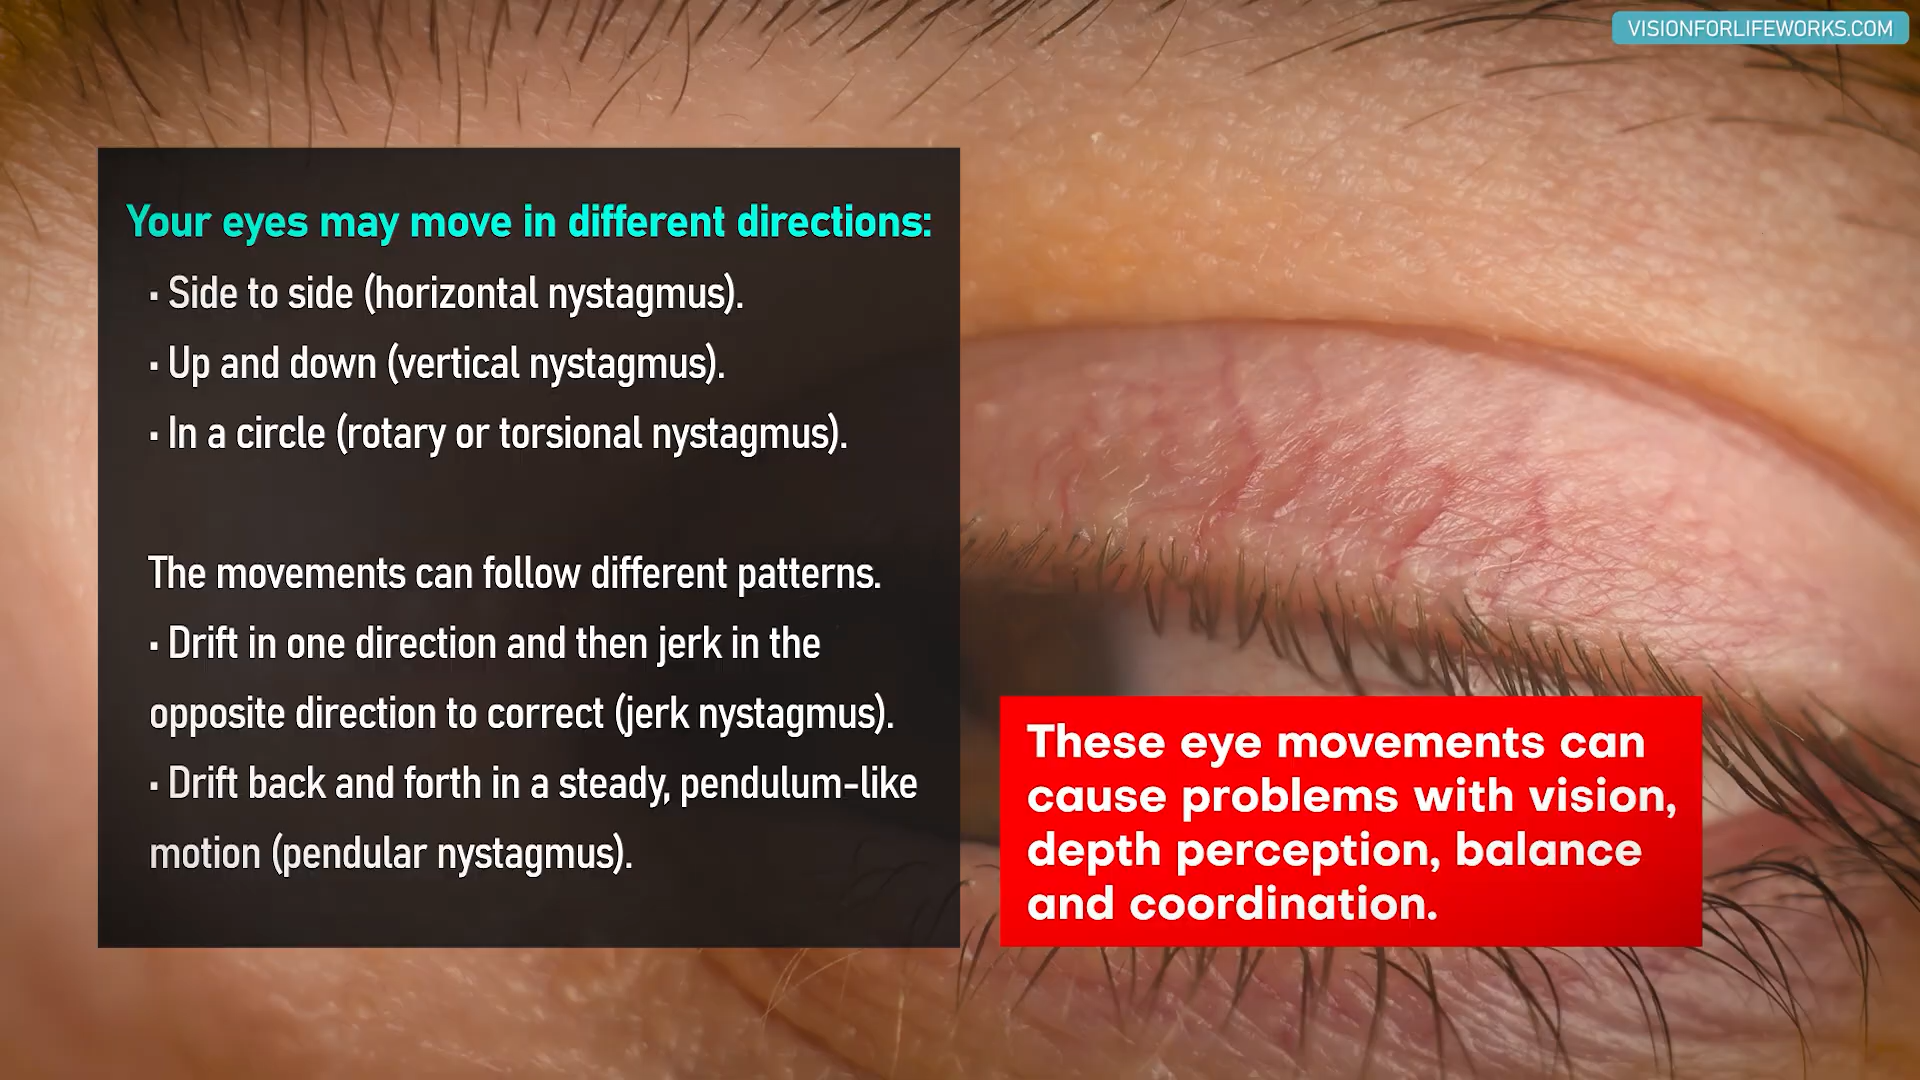 VISIONFORLIFEWORKS.COM
Your eyes may move in different directions:
▪ Side to side (horizontal nystagmus).
▪ Up and down (vertical nystagmus).
▪ In a circle (rotary or torsional nystagmus).
The movements can follow different patterns.
▪ Drift in one direction and then jerk in the
opposite direction to correct (jerk nystagmus).
▪ Drift back and forth in a steady, pendulum-like
motion (pendular nystagmus).
These eye movements can
cause problems with vision,
depth perception, balance
and coordination.